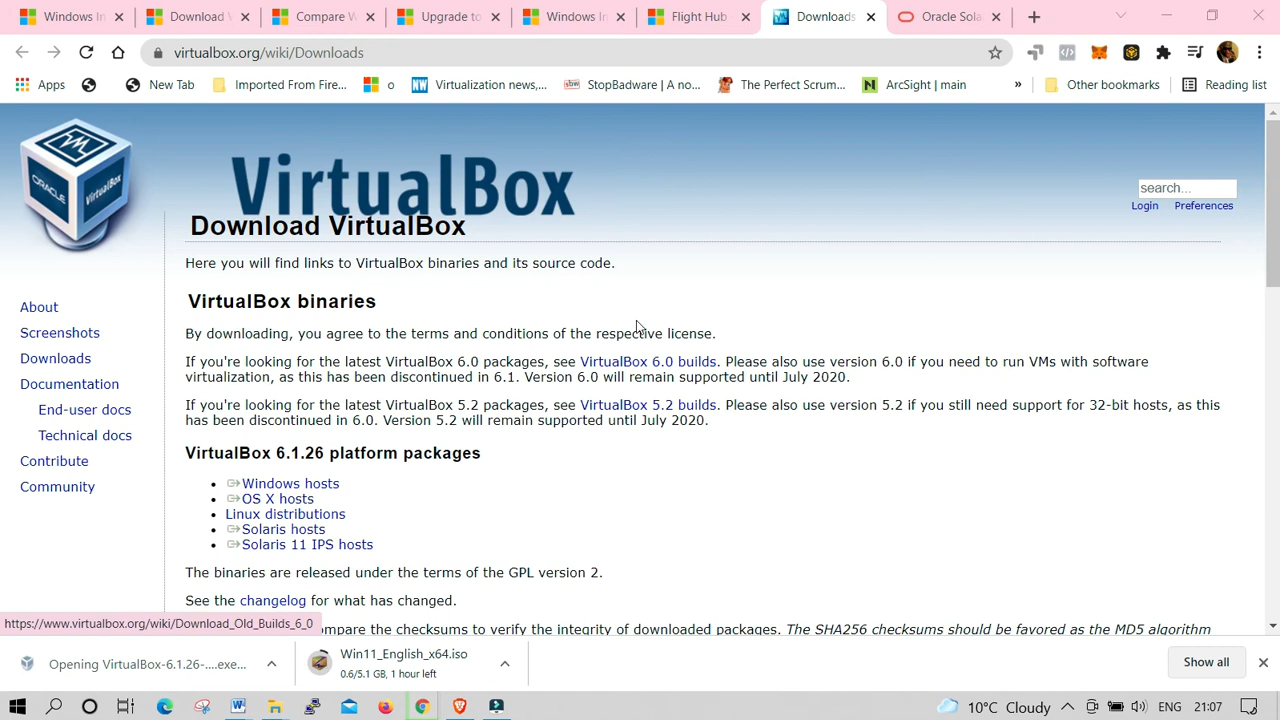 Windows In
Download V
Compare W
Upgrade to
Windows In
Flight Hub
Downloads
Oracle Sola
virtualbox.org/wiki/Downloads
Apps
New Tab
Imported From Fire...
o
NW
Virtualization news,...
sbw
StopBadware | A no...
The Perfect Scrum...
N
ArcSight | main
»
Other bookmarks
Reading list
ORACLE
VirtualBox
VirtualBox
search...
Login
Preferences
Download VirtualBox
Here you will find links to VirtualBox binaries and its source code.
VirtualBox binaries
About
Screenshots
Downloads
Documentation
End-user docs
Technical docs
Contribute
Community
By downloading, you agree to the terms and conditions of the respective license.
If you're looking for the latest VirtualBox 6.0 packages, see VirtualBox 6.0 builds. Please also use version 6.0 if you need to run VMs with software
virtualization, as this has been discontinued in 6.1. Version 6.0 will remain supported until July 2020.
If you're looking for the latest VirtualBox 5.2 packages, see VirtualBox 5.2 builds. Please also use version 5.2 if you still need support for 32-bit hosts, as this
has been discontinued in 6.0. Version 5.2 will remain supported until July 2020.
VirtualBox 6.1.26 platform packages
Windows hosts
OS X hosts
Linux distributions
Solaris hosts
Solaris 11 IPS hosts
The binaries are released under the terms of the GPL version 2.
See the changelog for what has changed.
https://www.virtualbox.org/wiki/Download_Old_Builds_6_0
ompare the checksums to verify the integrity of downloaded packages. The SHA256 checksums should be favored as the MD5 algorithm
Opening VirtualBox-6.1.26-....exe...
Win11_English_x64.iso
0.6/5.1 GB, 1 hour left
Show all
10°C Cloudy
ENG
21:07